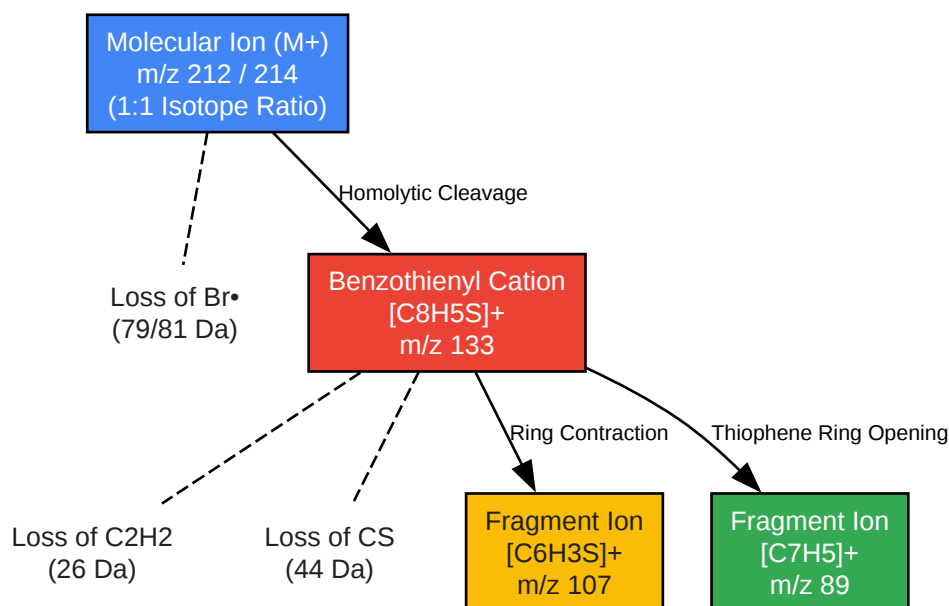 Molecular Ion (M+)
m/z 212 / 214
(1:1 Isotope Ratio)
Homolytic Cleavage
Loss of Br•
(79/81 Da)
Benzothienyl Cation
[C8H5S]+
m/z 133
Ring Contraction
Thiophene Ring Opening
Loss of C2H2
(26 Da)
Loss of CS
(44 Da)
Fragment Ion
[C6H3S]+
m/z 107
Fragment Ion
[C7H5]+
m/z 89